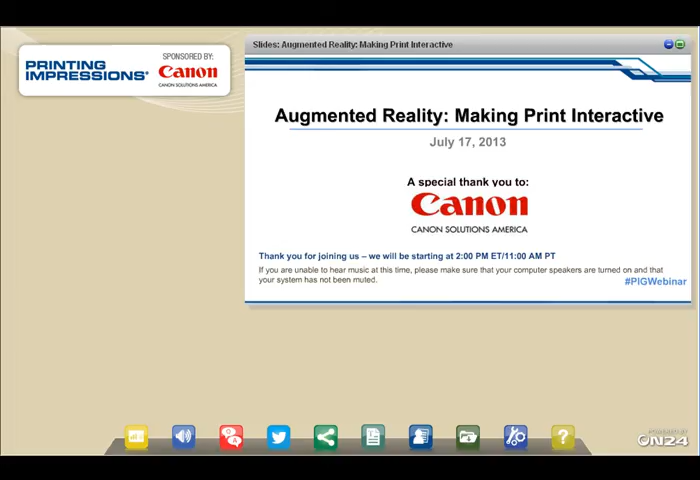 PRINTING
IMPRESSIONS®
SPONSORED BY:
Canon
CANON SOLUTIONS AMERICA
Slides: Augmented Reality: Making Print Interactive
Augmented Reality: Making Print Interactive
July 17, 2013
A special thank you to:
Canon
CANON SOLUTIONS AMERICA
Thank you for joining us – we will be starting at 2:00 PM ET/11:00 AM PT
If you are unable to hear music at this time, please make sure that your computer speakers are turned on and that
your system has not been muted.
#PIGWebinar
Q
A
?
POWERED BY
ON24